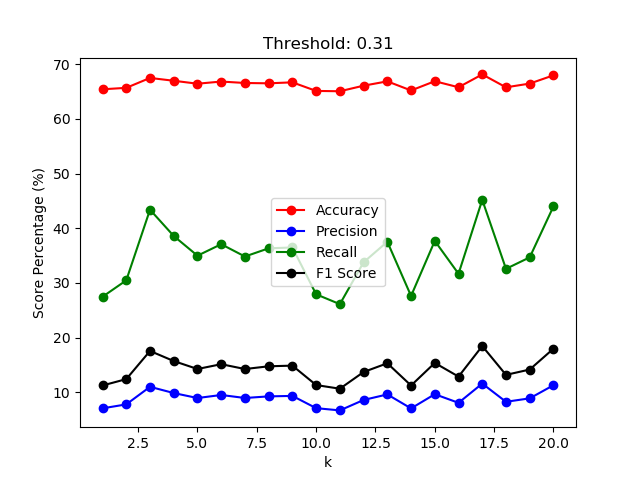 Threshold: 0.31
70
60
50
40
30
20
10
Score Percentage (%)
Accuracy
Precision
Recall
F1 Score
2.5 5.0 7.5 10.0 12.5 15.0 17.5 20.0
k